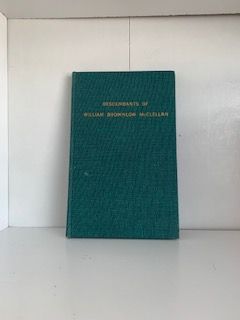 DESCENDANTS OF
WILLIAM BROWNLOW McCLELLAN